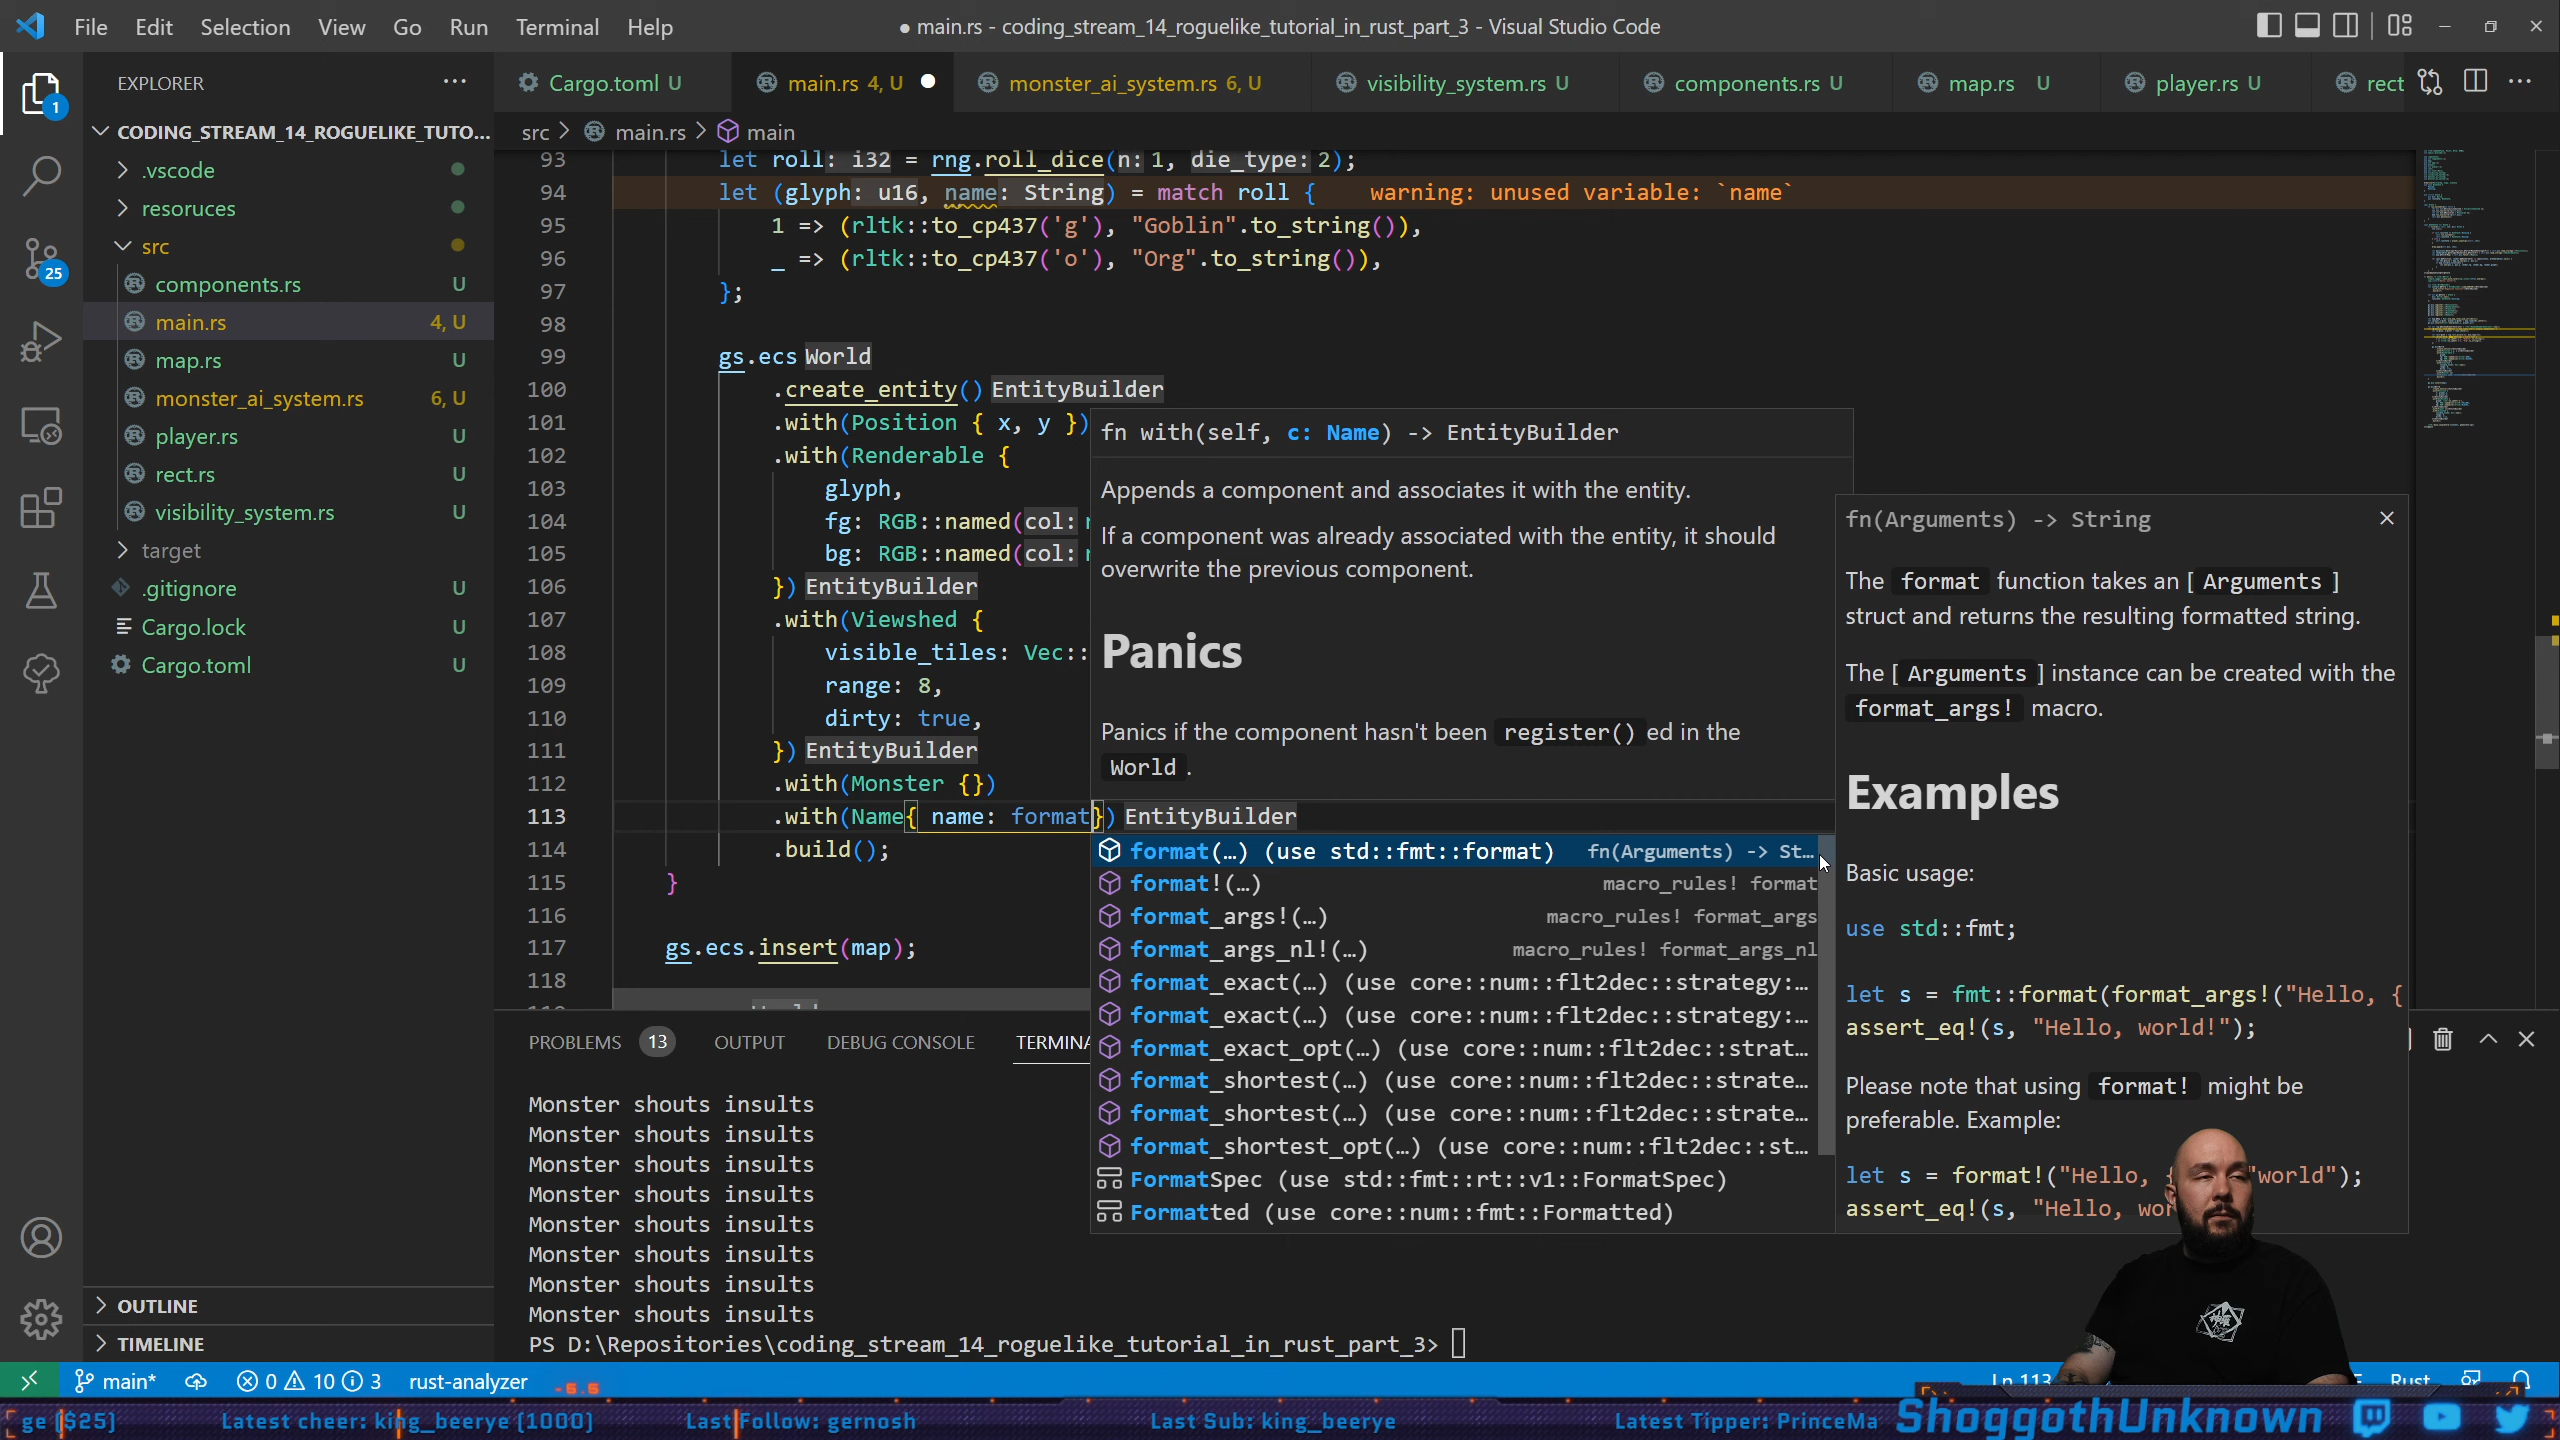 File Edit Selection View Go Run Terminal Help
● main.rs - coding_stream_14_roguelike_tutorial_in_rust_part_3 - Visual Studio Code
EXPLORER ...
Cargo.toml U
main.rs 4, U
monster_ai_system.rs 6, U
visibility_system.rs U
components.rs U
map.rs U
player.rs U
rect
1
CODING_STREAM_14_ROGUELIKE_TUTO...
.vscode
resoruces
src
components.rs U
main.rs 4, U
map.rs U
monster_ai_system.rs 6, U
player.rs U
rect.rs U
visibility_system.rs U
target
.gitignore U
Cargo.lock U
Cargo.toml U
25
OUTLINE
TIMELINE
src > main.rs > main
93 let roll: i32 = rng.roll_dice(n: 1, die_type: 2);
94 let (glyph: u16, name: String) = match roll { warning: unused variable: `name`
95 1 => (rltk::to_cp437('g'), "Goblin".to_string()),
96 _ => (rltk::to_cp437('o'), "Org".to_string()),
97 };
98
99 gs.ecs World
100 .create_entity() EntityBuilder
101 .with(Position { x, y })
102 .with(Renderable {
103 glyph,
104 fg: RGB::named(col:
105 bg: RGB::named(col:
106 }) EntityBuilder
107 .with(Viewshed {
108 visible_tiles: Vec::
109 range: 8,
110 dirty: true,
111 }) EntityBuilder
112 .with(Monster {})
113 .with(Name{ name: format}) EntityBuilder
114 .build();
115 }
116
117 gs.ecs.insert(map);
118
fn with(self, c: Name) -> EntityBuilder
Appends a component and associates it with the entity.
If a component was already associated with the entity, it should
overwrite the previous component.
Panics
Panics if the component hasn't been register() ed in the
World .
format(…) (use std::fmt::format) fn(Arguments) -> St…
format!(…) macro_rules! format
format_args!(…) macro_rules! format_args
format_args_nl!(…) macro_rules! format_args_nl
format_exact(…) (use core::num::flt2dec::strategy:…
format_exact(…) (use core::num::flt2dec::strategy:…
format_exact_opt(…) (use core::num::flt2dec::strat…
format_shortest(…) (use core::num::flt2dec::strate…
format_shortest(…) (use core::num::flt2dec::strate…
format_shortest_opt(…) (use core::num::flt2dec::st…
FormatSpec (use std::fmt::rt::v1::FormatSpec)
Formatted (use core::num::fmt::Formatted)
fn(Arguments) -> String
The format function takes an [ Arguments ]
struct and returns the resulting formatted string.
The [ Arguments ] instance can be created with the
format_args! macro.
Examples
Basic usage:
use std::fmt;
let s = fmt::format(format_args!("Hello, {
assert_eq!(s, "Hello, world!");
Please note that using format! might be
preferable. Example:
let s = format!("Hello, { "world");
assert_eq!(s, "Hello, wor
PROBLEMS 13 OUTPUT DEBUG CONSOLE TERMINA
Monster shouts insults
Monster shouts insults
Monster shouts insults
Monster shouts insults
Monster shouts insults
Monster shouts insults
Monster shouts insults
Monster shouts insults
PS D:\Repositories\coding_stream_14_roguelike_tutorial_in_rust_part_3>
main* 0 10 3 rust-analyzer Ln 113 Rust
-5.5
ge [$25] Latest cheer: king_beerye [1000] Last Follow: gernosh Last Sub: king_beerye Latest Tipper: PrinceMa ShoggothUnknown